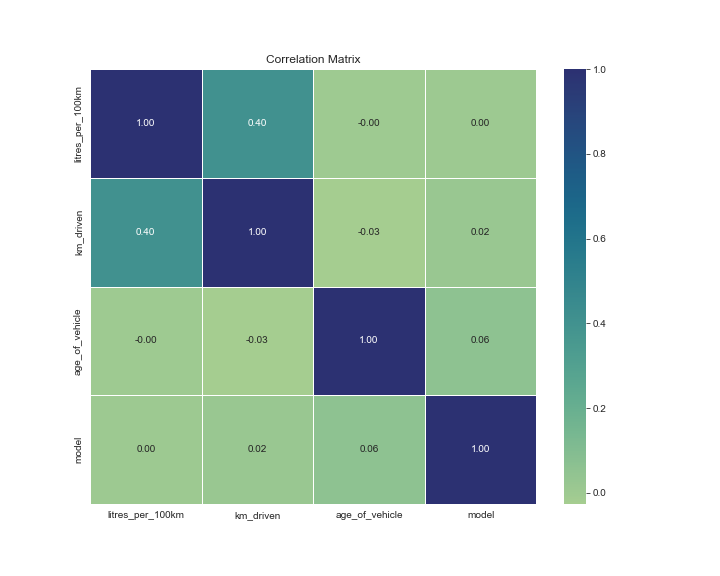 Correlation Matrix
litres_per_100km
1.00
0.40
-0.00
0.00
km_driven
0.40
1.00
-0.03
0.02
age_of_vehicle
-0.00
-0.03
1.00
0.06
model
0.00
0.02
0.06
1.00
litres_per_100km
km_driven
age_of_vehicle
model
1.0
0.8
0.6
0.4
0.2
0.0